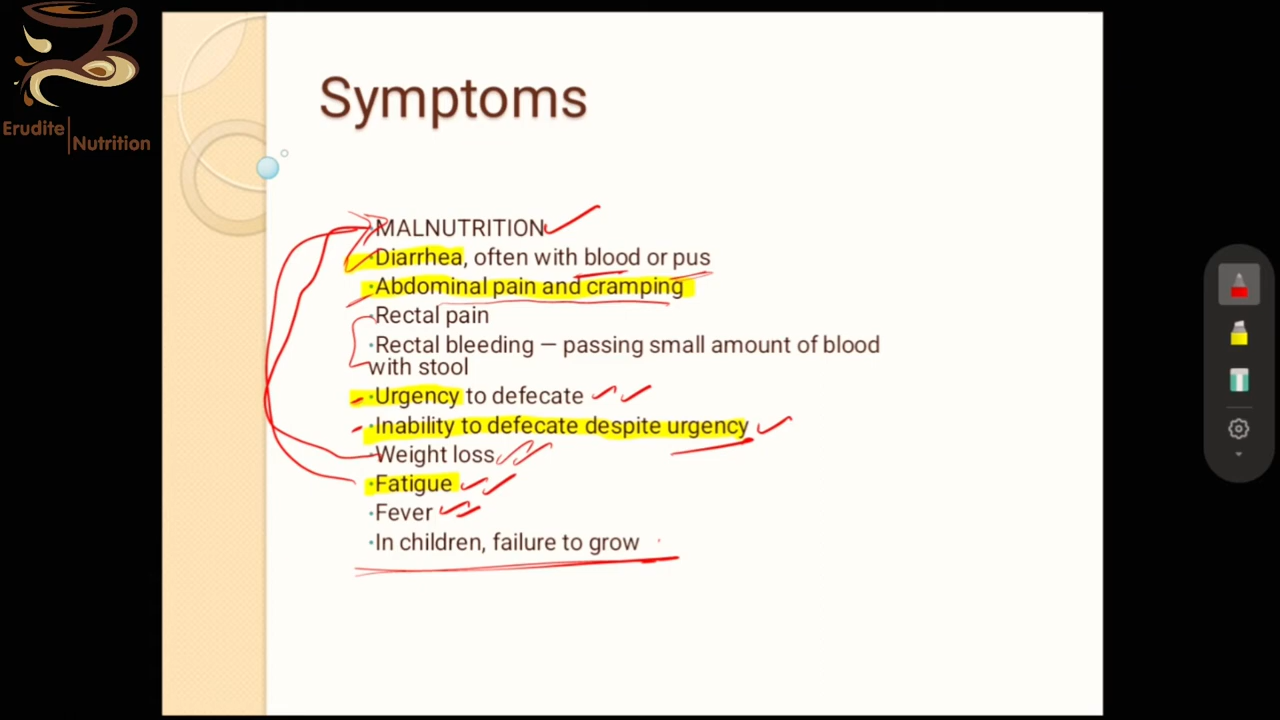 Erudite
Nutrition
Symptoms
•MALNUTRITION
•Diarrhea, often with blood or pus
•Abdominal pain and cramping
•Rectal pain
•Rectal bleeding — passing small amount of blood
with stool
•Urgency to defecate
•Inability to defecate despite urgency
•Weight loss
•Fatigue
•Fever
•In children, failure to grow